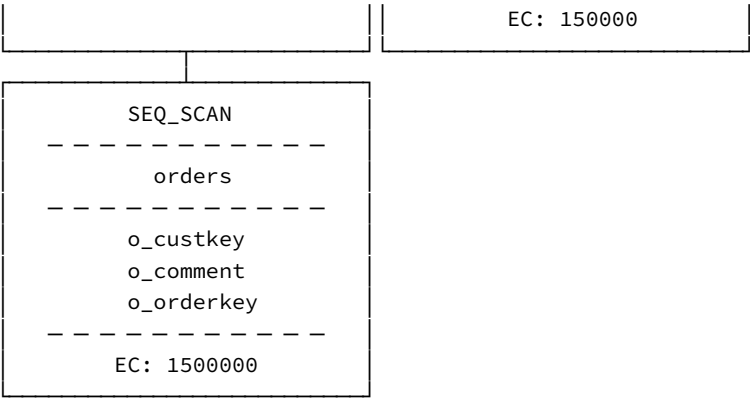 EC: 150000
SEQ_SCAN
orders
o_custkey
o_comment
o_orderkey
EC: 1500000